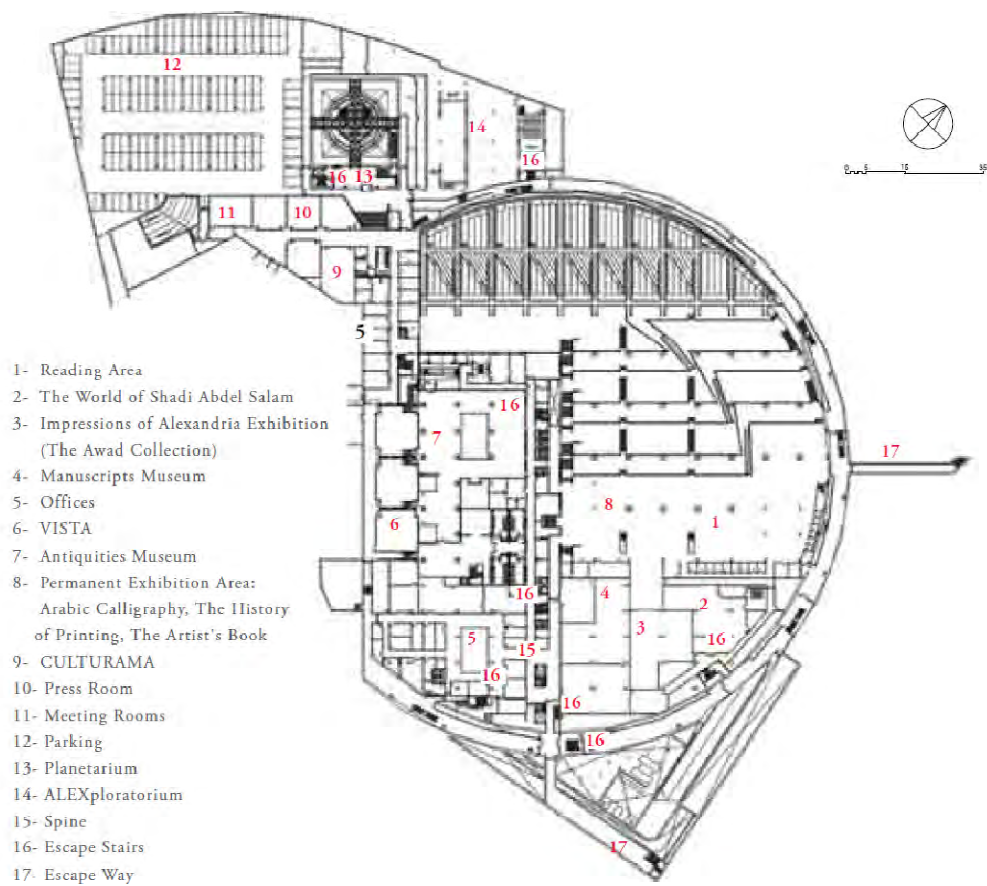 12
14
16
16 13
0 5 15 35
11
10
9
5
1- Reading Area
2- The World of Shadi Abdel Salam
3- Impressions of Alexandria Exhibition
(The Awad Collection)
4- Manuscripts Museum
5- Offices
6- VISTA
7- Antiquities Museum
8- Permanent Exhibition Area:
Arabic Calligraphy, The History
of Printing, The Artist's Book
9- CULTURAMA
10- Press Room
11- Meeting Rooms
12- Parking
13- Planetarium
14- ALEXploratorium
15- Spine
16- Escape Stairs
17- Escape Way
16
7
17
8
6
1
16
4
2
3
5
15
16
16
16
16
17